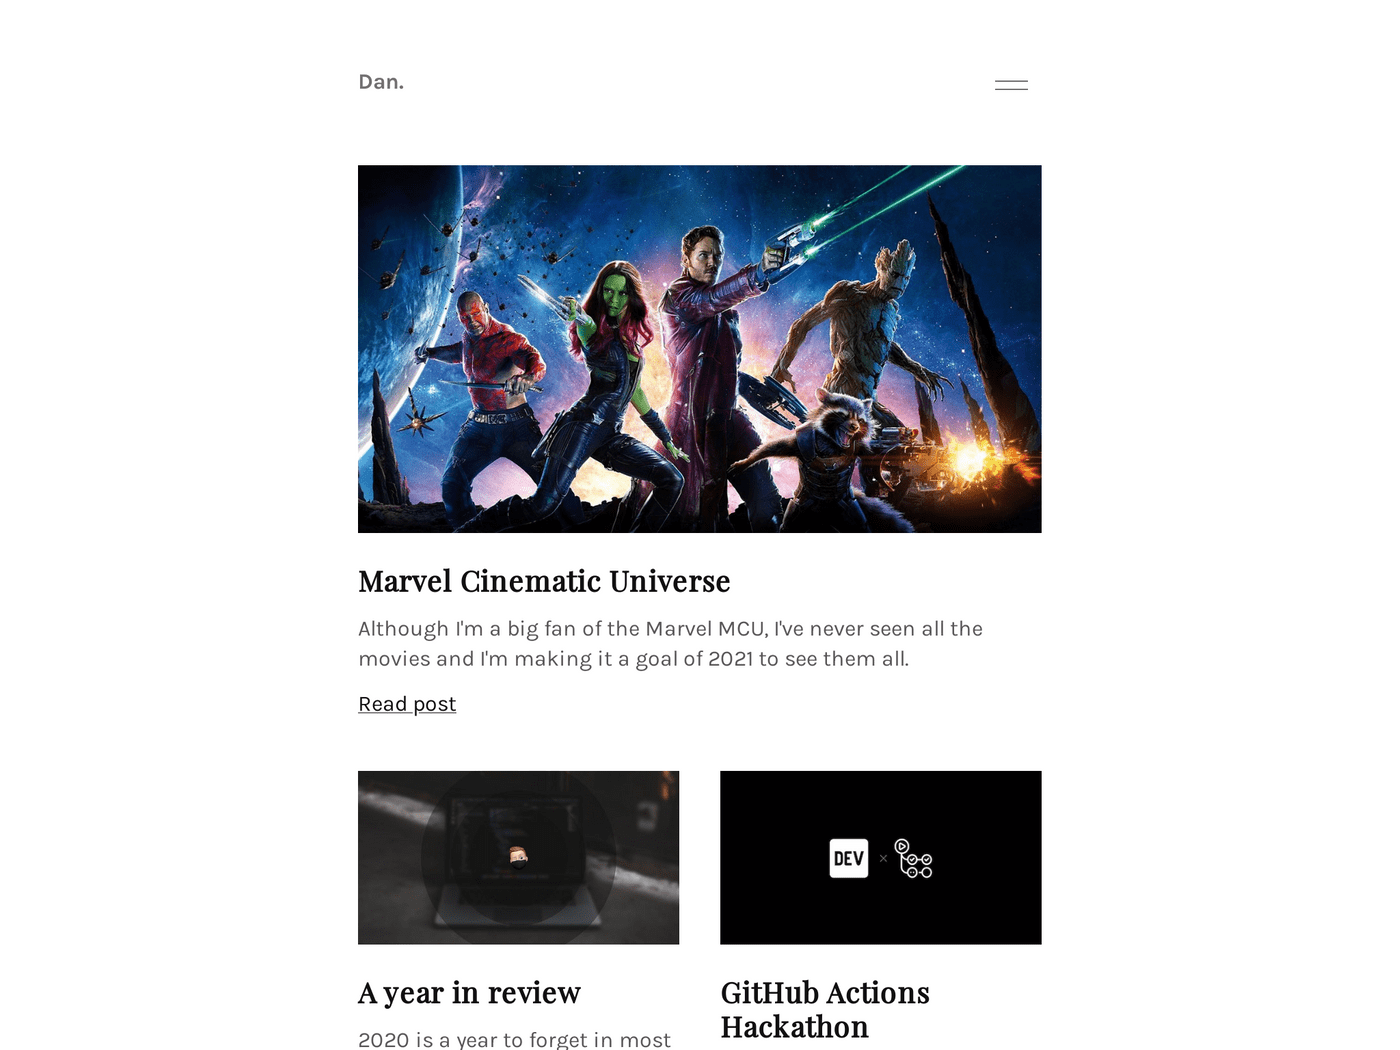 Dan.
Marvel Cinematic Universe
Although I'm a big fan of the Marvel MCU, I've never seen all the
movies and I'm making it a goal of 2021 to see them all.
Read post
DEV
A year in review
2020 is a year to forget in most
GitHub Actions
Hackathon